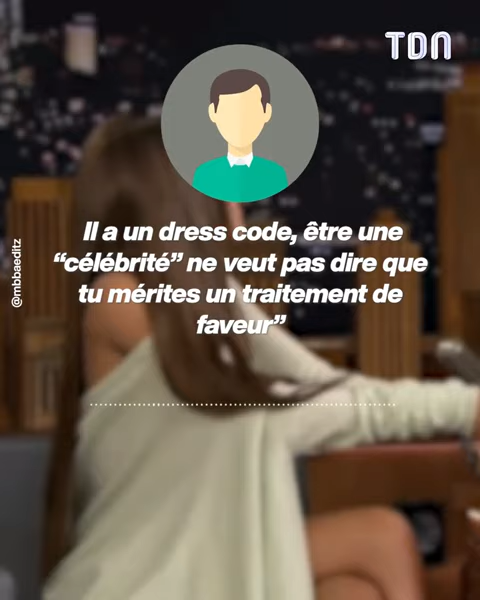 TDN
Il a un dress code, être une
“célébrité” ne veut pas dire que
tu mérites un traitement de
faveur”
@mbbaeditz